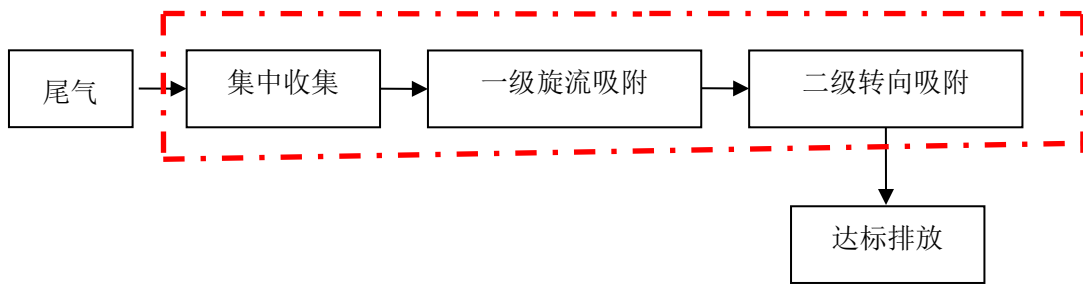 尾气
集中收集
一级旋流吸附
二级转向吸附
达标排放